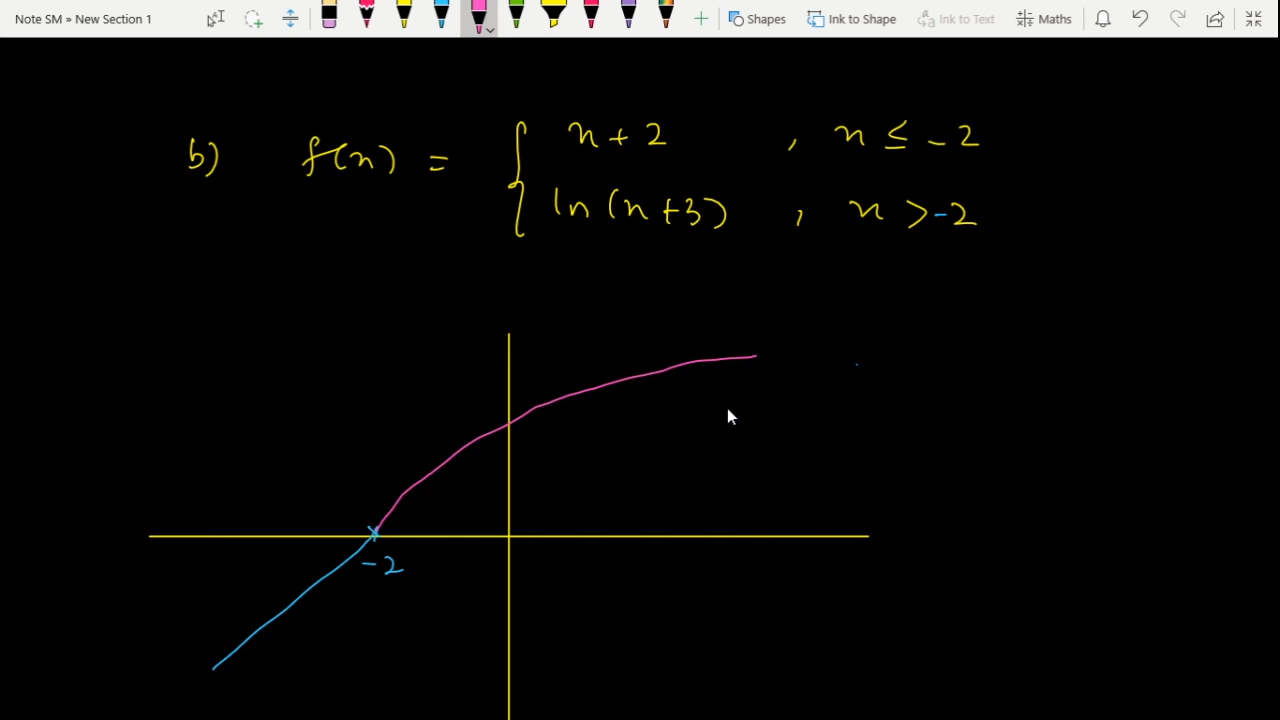 Note SM » New Section 1
Shapes Ink to Shape Ink to Text Maths
b) f(x) = { x + 2 , x ≤ -2
ln (x + 3) , x > -2
-2